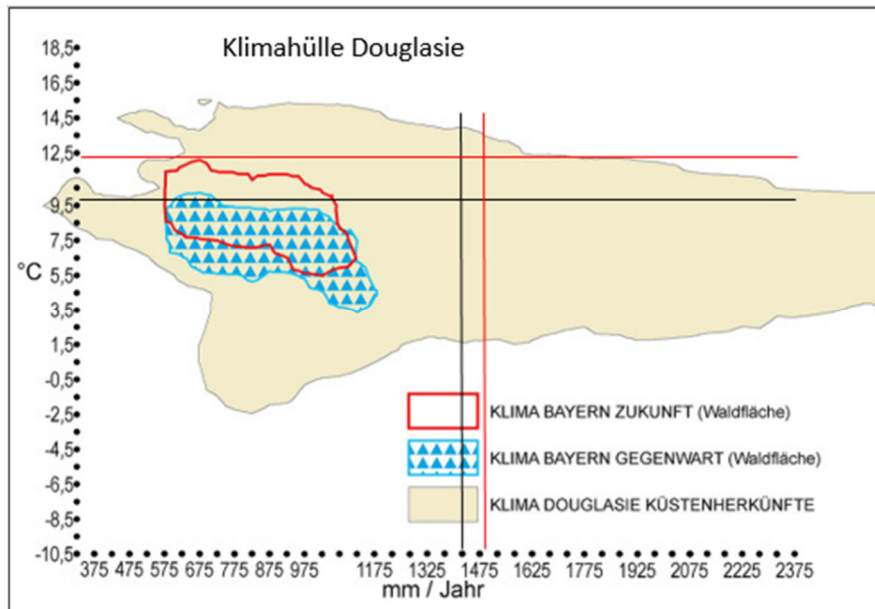 Klimahülle Douglasie
18,5
16,5
14,5
12,5
9,5
7,5
°C
5,5
3,5
1,5
-0,5
-2,5
-4,5
-6,5
-8,5
-10,5
KLIMA BAYERN ZUKUNFT (Waldfläche)
KLIMA BAYERN GEGENWART (Waldfläche)
KLIMA DOUGLASIE KÜSTENHERKÜNFTE
375 475 575 675 775 875 975 1175 1325 1475 1625 1775 1925 2075 2225 2375
mm / Jahr